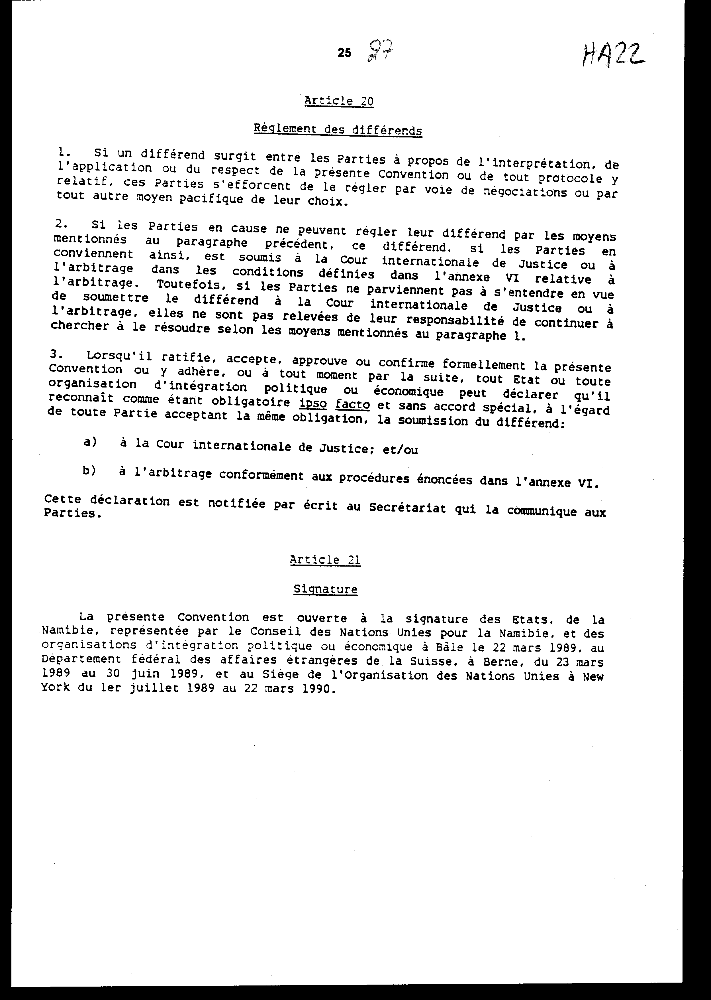 25 27 HA22
Article 20
Règlement des différends
1. Si un différend surgit entre les Parties à propos de l'interprétation, de
l'application ou du respect de la présente Convention ou de tout protocole y
relatif, ces Parties s'efforcent de le régler par voie de négociations ou par
tout autre moyen pacifique de leur choix.
2. Si les Parties en cause ne peuvent régler leur différend par les moyens
mentionnés au paragraphe précédent, ce différend, si les Parties en
conviennent ainsi, est soumis à la Cour internationale de Justice ou à
l'arbitrage dans les conditions définies dans l'annexe VI relative à
l'arbitrage. Toutefois, si les Parties ne parviennent pas à s'entendre en vue
de soumettre le différend à la Cour internationale de Justice ou à
l'arbitrage, elles ne sont pas relevées de leur responsabilité de continuer à
chercher à le résoudre selon les moyens mentionnés au paragraphe 1.
3. Lorsqu'il ratifie, accepte, approuve ou confirme formellement la présente
Convention ou y adhère, ou à tout moment par la suite, tout Etat ou toute
organisation d'intégration politique ou économique peut déclarer qu'il
reconnaît comme étant obligatoire ipso facto et sans accord spécial, à l'égard
de toute Partie acceptant la même obligation, la soumission du différend:
a) à la Cour internationale de Justice; et/ou
b) à l'arbitrage conformément aux procédures énoncées dans l'annexe VI.
Cette déclaration est notifiée par écrit au Secrétariat qui la communique aux
Parties.
Article 21
Signature
La présente Convention est ouverte à la signature des Etats, de la
Namibie, représentée par le Conseil des Nations Unies pour la Namibie, et des
organisations d'intégration politique ou économique à Bâle le 22 mars 1989, au
Département fédéral des affaires étrangères de la Suisse, à Berne, du 23 mars
1989 au 30 juin 1989, et au Siège de l'Organisation des Nations Unies à New
York du 1er juillet 1989 au 22 mars 1990.